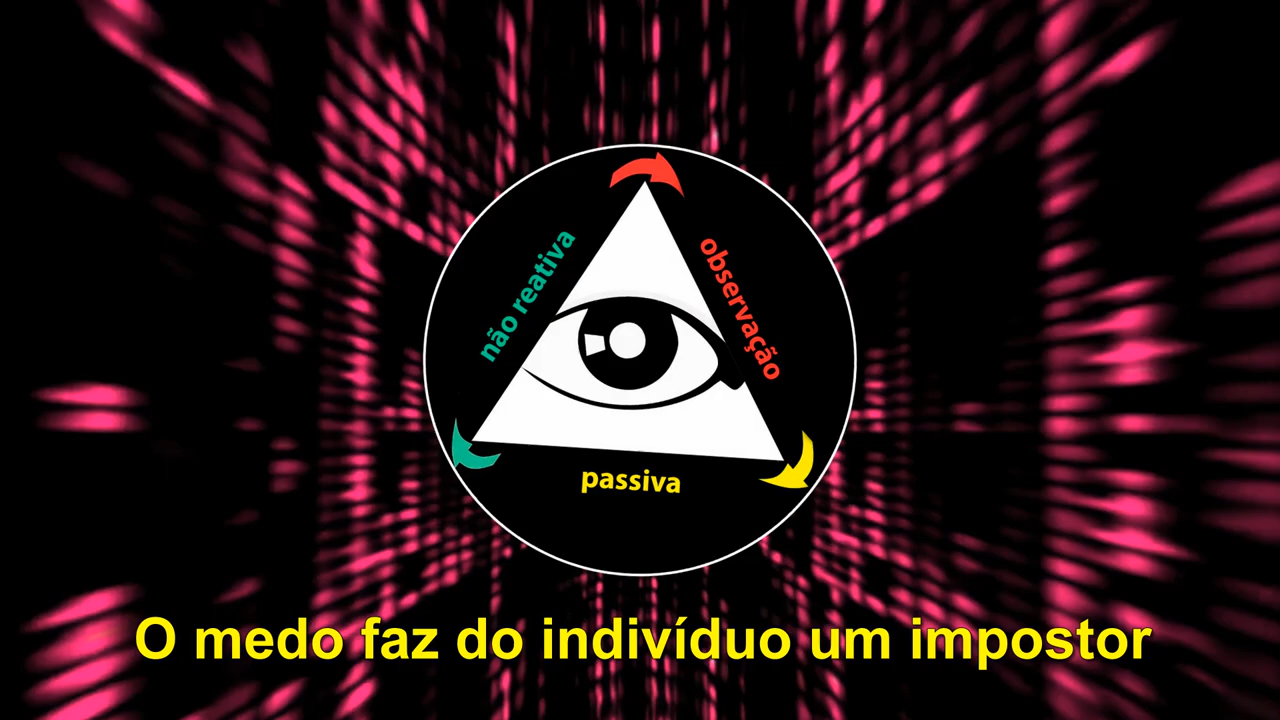 não reativa
observação
passiva
O medo faz do indivíduo um impostor